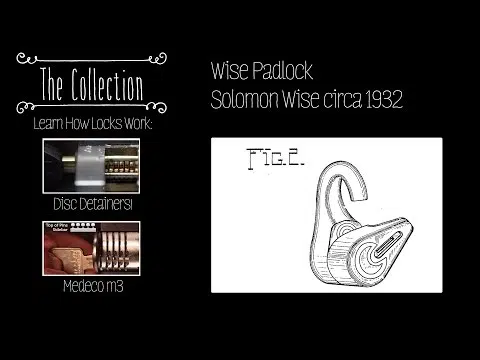 The Collection
Learn How Locks Work:
Disc Detainers!
Top of Pins
Sidebar
Medeco m3
Wise Padlock
Solomon Wise circa 1932
Fig. 2.